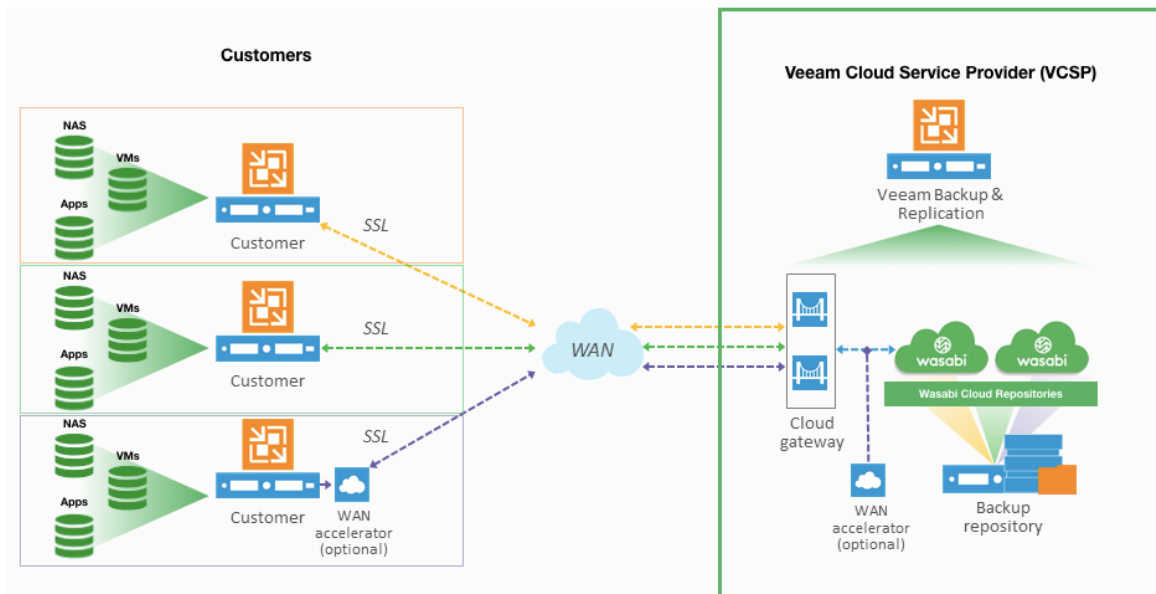 Customers
NAS
VMs
Apps
Customer
SSL
NAS
VMs
Apps
Customer
SSL
NAS
VMs
Apps
Customer
SSL
WAN
accelerator
(optional)
WAN
Veeam Cloud Service Provider (VCSP)
Veeam Backup &
Replication
Cloud
gateway
wasabi
wasabi
Wasabi Cloud Repositories
WAN
accelerator
(optional)
Backup
repository